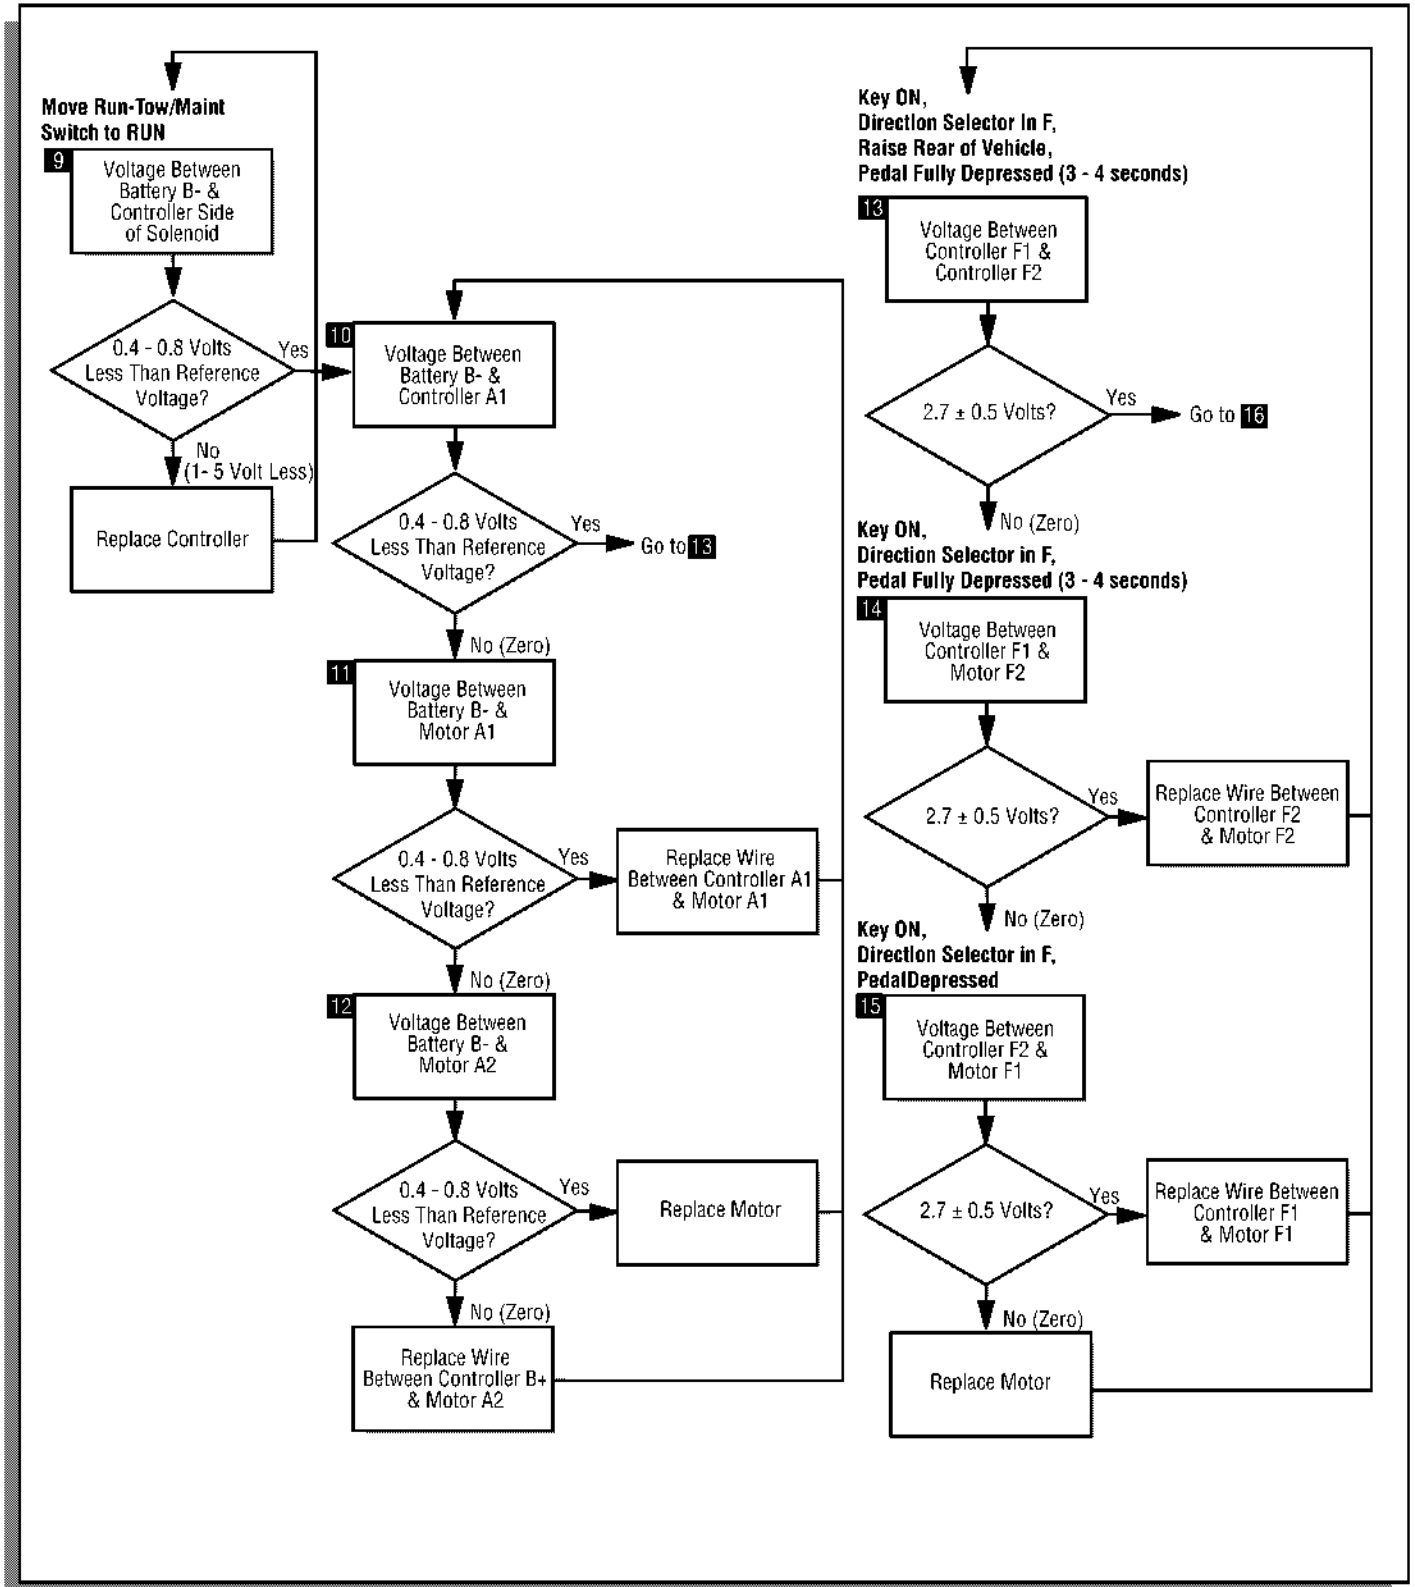 Move Run-Tow/Maint
Switch to RUN
9
Voltage Between
Battery B- &
Controller Side
of Solenoid
0.4 - 0.8 Volts
Less Than Reference
Voltage?
Yes
No
(1- 5 Volt Less)
Replace Controller
10
Voltage Between
Battery B- &
Controller A1
0.4 - 0.8 Volts
Less Than Reference
Voltage?
Yes
Go to 13
No (Zero)
11
Voltage Between
Battery B- &
Motor A1
0.4 - 0.8 Volts
Less Than Reference
Voltage?
Yes
Replace Wire
Between Controller A1
& Motor A1
No (Zero)
12
Voltage Between
Battery B- &
Motor A2
0.4 - 0.8 Volts
Less Than Reference
Voltage?
Yes
Replace Motor
No (Zero)
Replace Wire
Between Controller B+
& Motor A2
Key ON,
Direction Selector In F,
Raise Rear of Vehicle,
Pedal Fully Depressed (3 - 4 seconds)
13
Voltage Between
Controller F1 &
Controller F2
2.7 ± 0.5 Volts?
Yes
Go to 16
No (Zero)
Key ON,
Direction Selector in F,
Pedal Fully Depressed (3 - 4 seconds)
14
Voltage Between
Controller F1 &
Motor F2
2.7 ± 0.5 Volts?
Yes
Replace Wire Between
Controller F2
& Motor F2
No (Zero)
Key ON,
Direction Selector in F,
PedalDepressed
15
Voltage Between
Controller F2 &
Motor F1
2.7 ± 0.5 Volts?
Yes
Replace Wire Between
Controller F1
& Motor F1
No (Zero)
Replace Motor